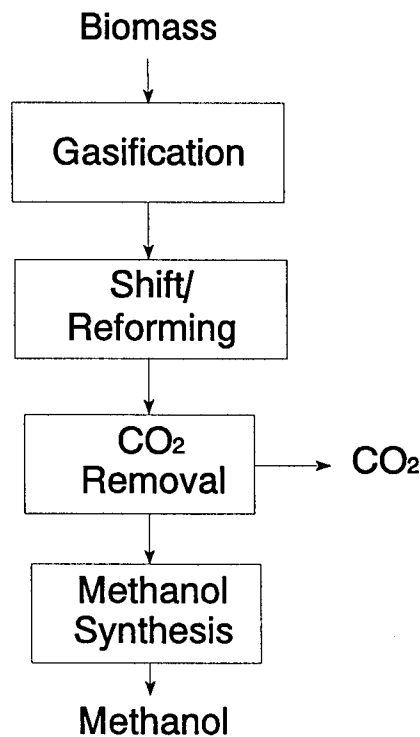 Biomass
Gasification
Shift/
Reforming
CO₂
Removal
CO₂
Methanol
Synthesis
Methanol